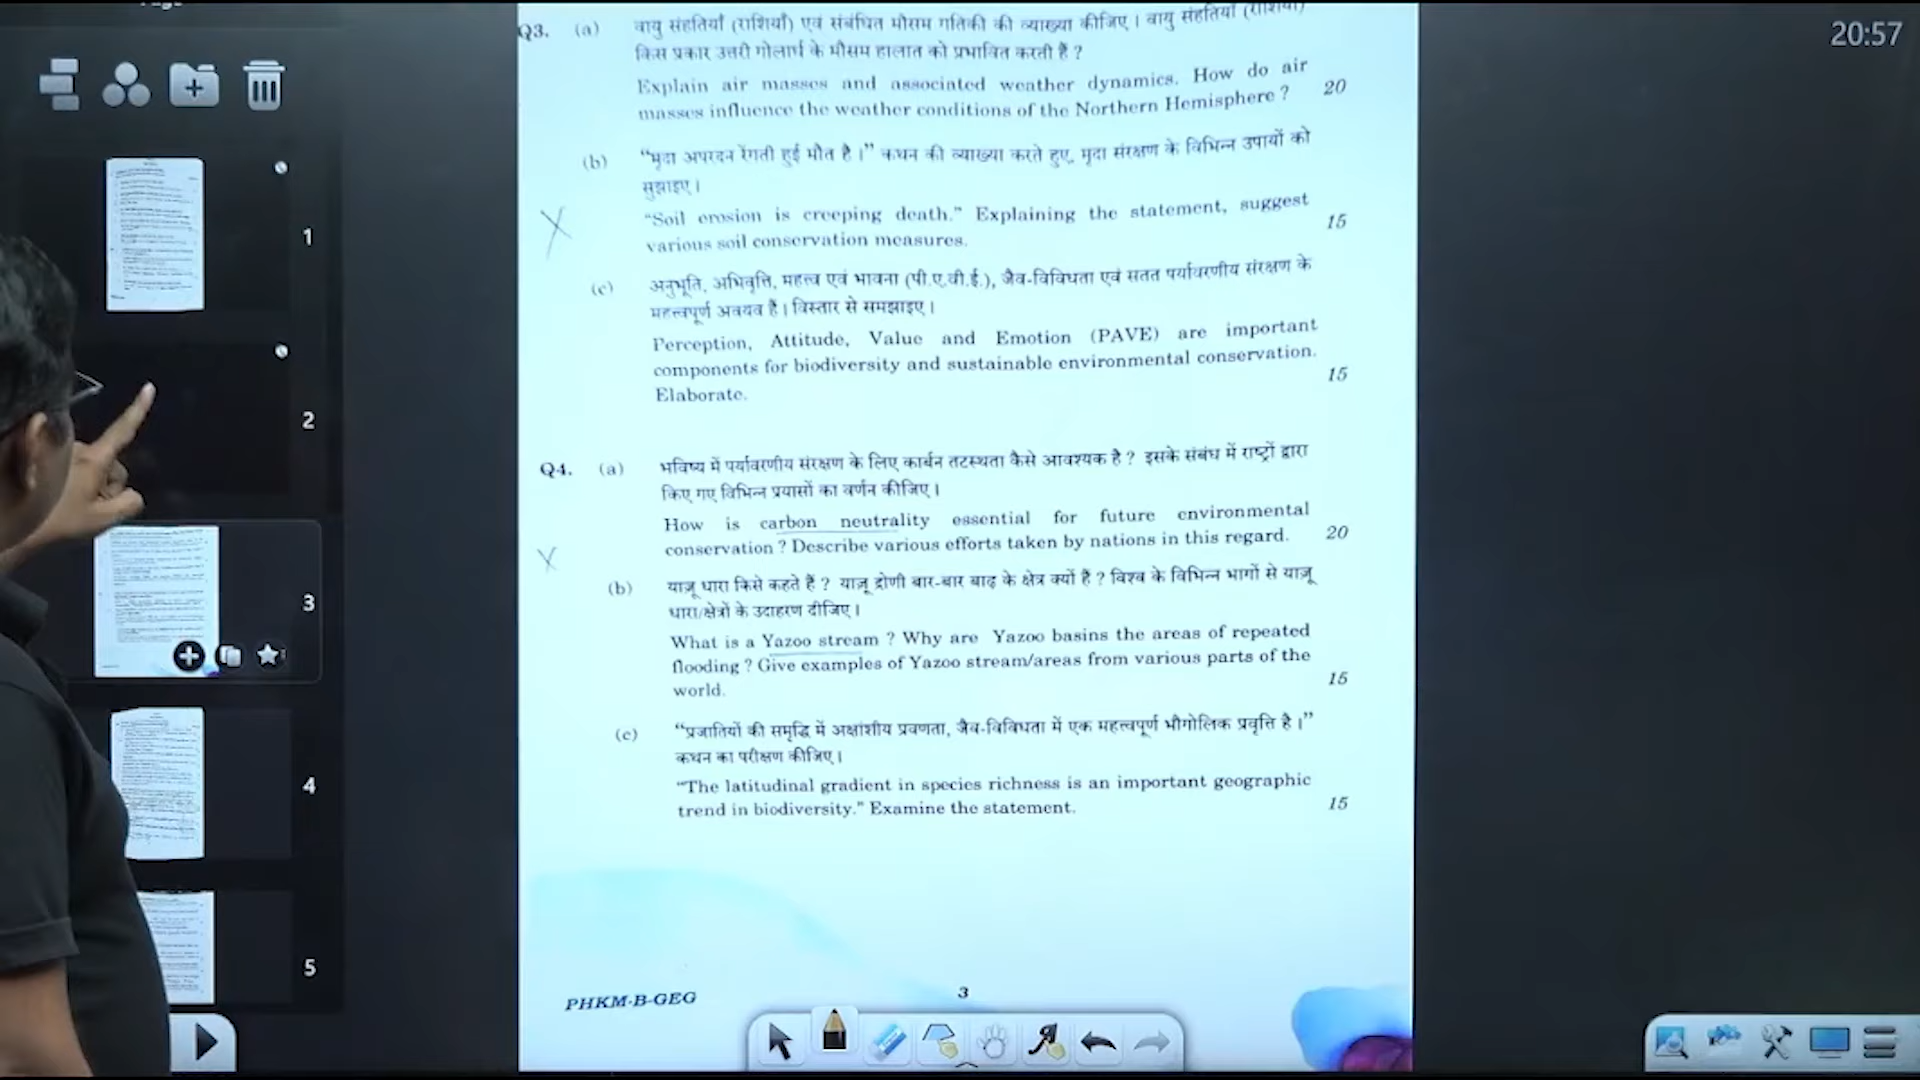 20:57
Q3. (a) वायु संहतियाँ (राशियाँ) एवं संबंधित मौसम गतिकी की व्याख्या कीजिए । वायु संहतियाँ (राशियाँ)
किस प्रकार उत्तरी गोलार्ध के मौसम हालात को प्रभावित करती हैं ?
Explain air masses and associated weather dynamics. How do air
masses influence the weather conditions of the Northern Hemisphere ? 20
(b) “मृदा अपरदन रेंगती हुई मौत है ।” कथन की व्याख्या करते हुए, मृदा संरक्षण के विभिन्न उपायों को
सुझाइए ।
“Soil erosion is creeping death.” Explaining the statement, suggest
various soil conservation measures. 15
(c) अनुभूति, अभिवृत्ति, महत्त्व एवं भावना (पी.ए.वी.ई.), जैव-विविधता एवं सतत पर्यावरणीय संरक्षण के
महत्त्वपूर्ण अवयव हैं । विस्तार से समझाइए ।
Perception, Attitude, Value and Emotion (PAVE) are important
components for biodiversity and sustainable environmental conservation.
Elaborate. 15
Q4. (a) भविष्य में पर्यावरणीय संरक्षण के लिए कार्बन तटस्थता कैसे आवश्यक है ? इसके संबंध में राष्ट्रों द्वारा
किए गए विभिन्न प्रयासों का वर्णन कीजिए ।
How is carbon neutrality essential for future environmental
conservation ? Describe various efforts taken by nations in this regard. 20
(b) याज़ू धारा किसे कहते हैं ? याज़ू द्रोणी बार-बार बाढ़ के क्षेत्र क्यों हैं ? विश्व के विभिन्न भागों से याज़ू
धारा/क्षेत्रों के उदाहरण दीजिए ।
What is a Yazoo stream ? Why are Yazoo basins the areas of repeated
flooding ? Give examples of Yazoo stream/areas from various parts of the
world. 15
(c) “प्रजातियों की समृद्धि में अक्षांशीय प्रवणता, जैव-विविधता में एक महत्त्वपूर्ण भौगोलिक प्रवृत्ति है ।”
कथन का परीक्षण कीजिए ।
“The latitudinal gradient in species richness is an important geographic
trend in biodiversity.” Examine the statement. 15
PHKM-B-GEG 3
1
2
3
4
5